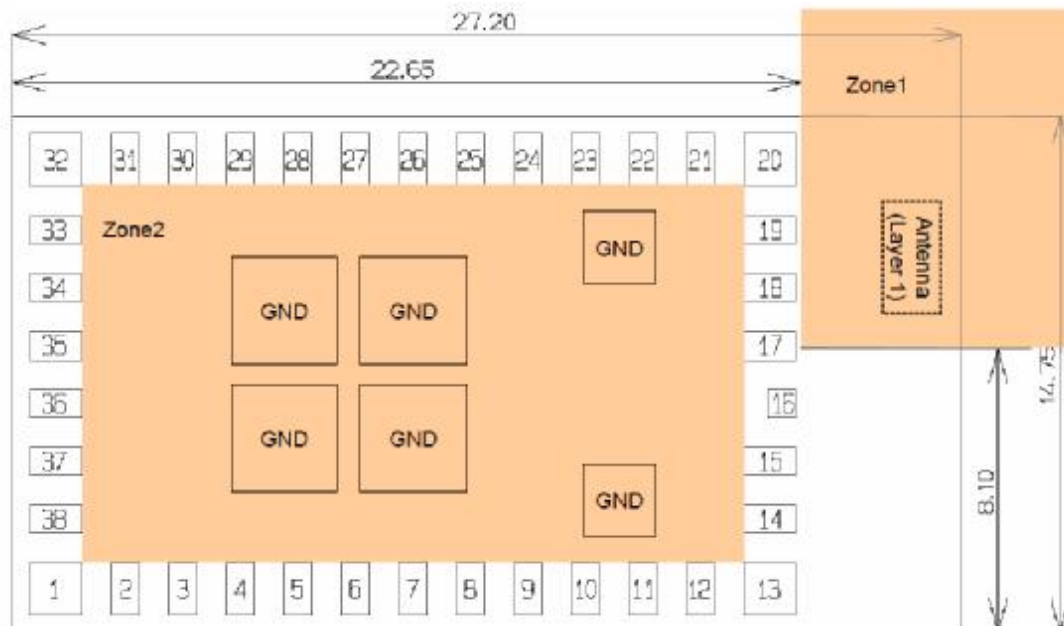 27.20
22.65
Zone1
32 31 30 29 28 27 26 25 24 23 22 21 20
33 Zone2 GND 19
Antenna
(Layer 1)
34 GND GND 18
35 17
14.75
36 16
37 GND GND 15
8.10
38 GND 14
1 2 3 4 5 6 7 8 9 10 11 12 13